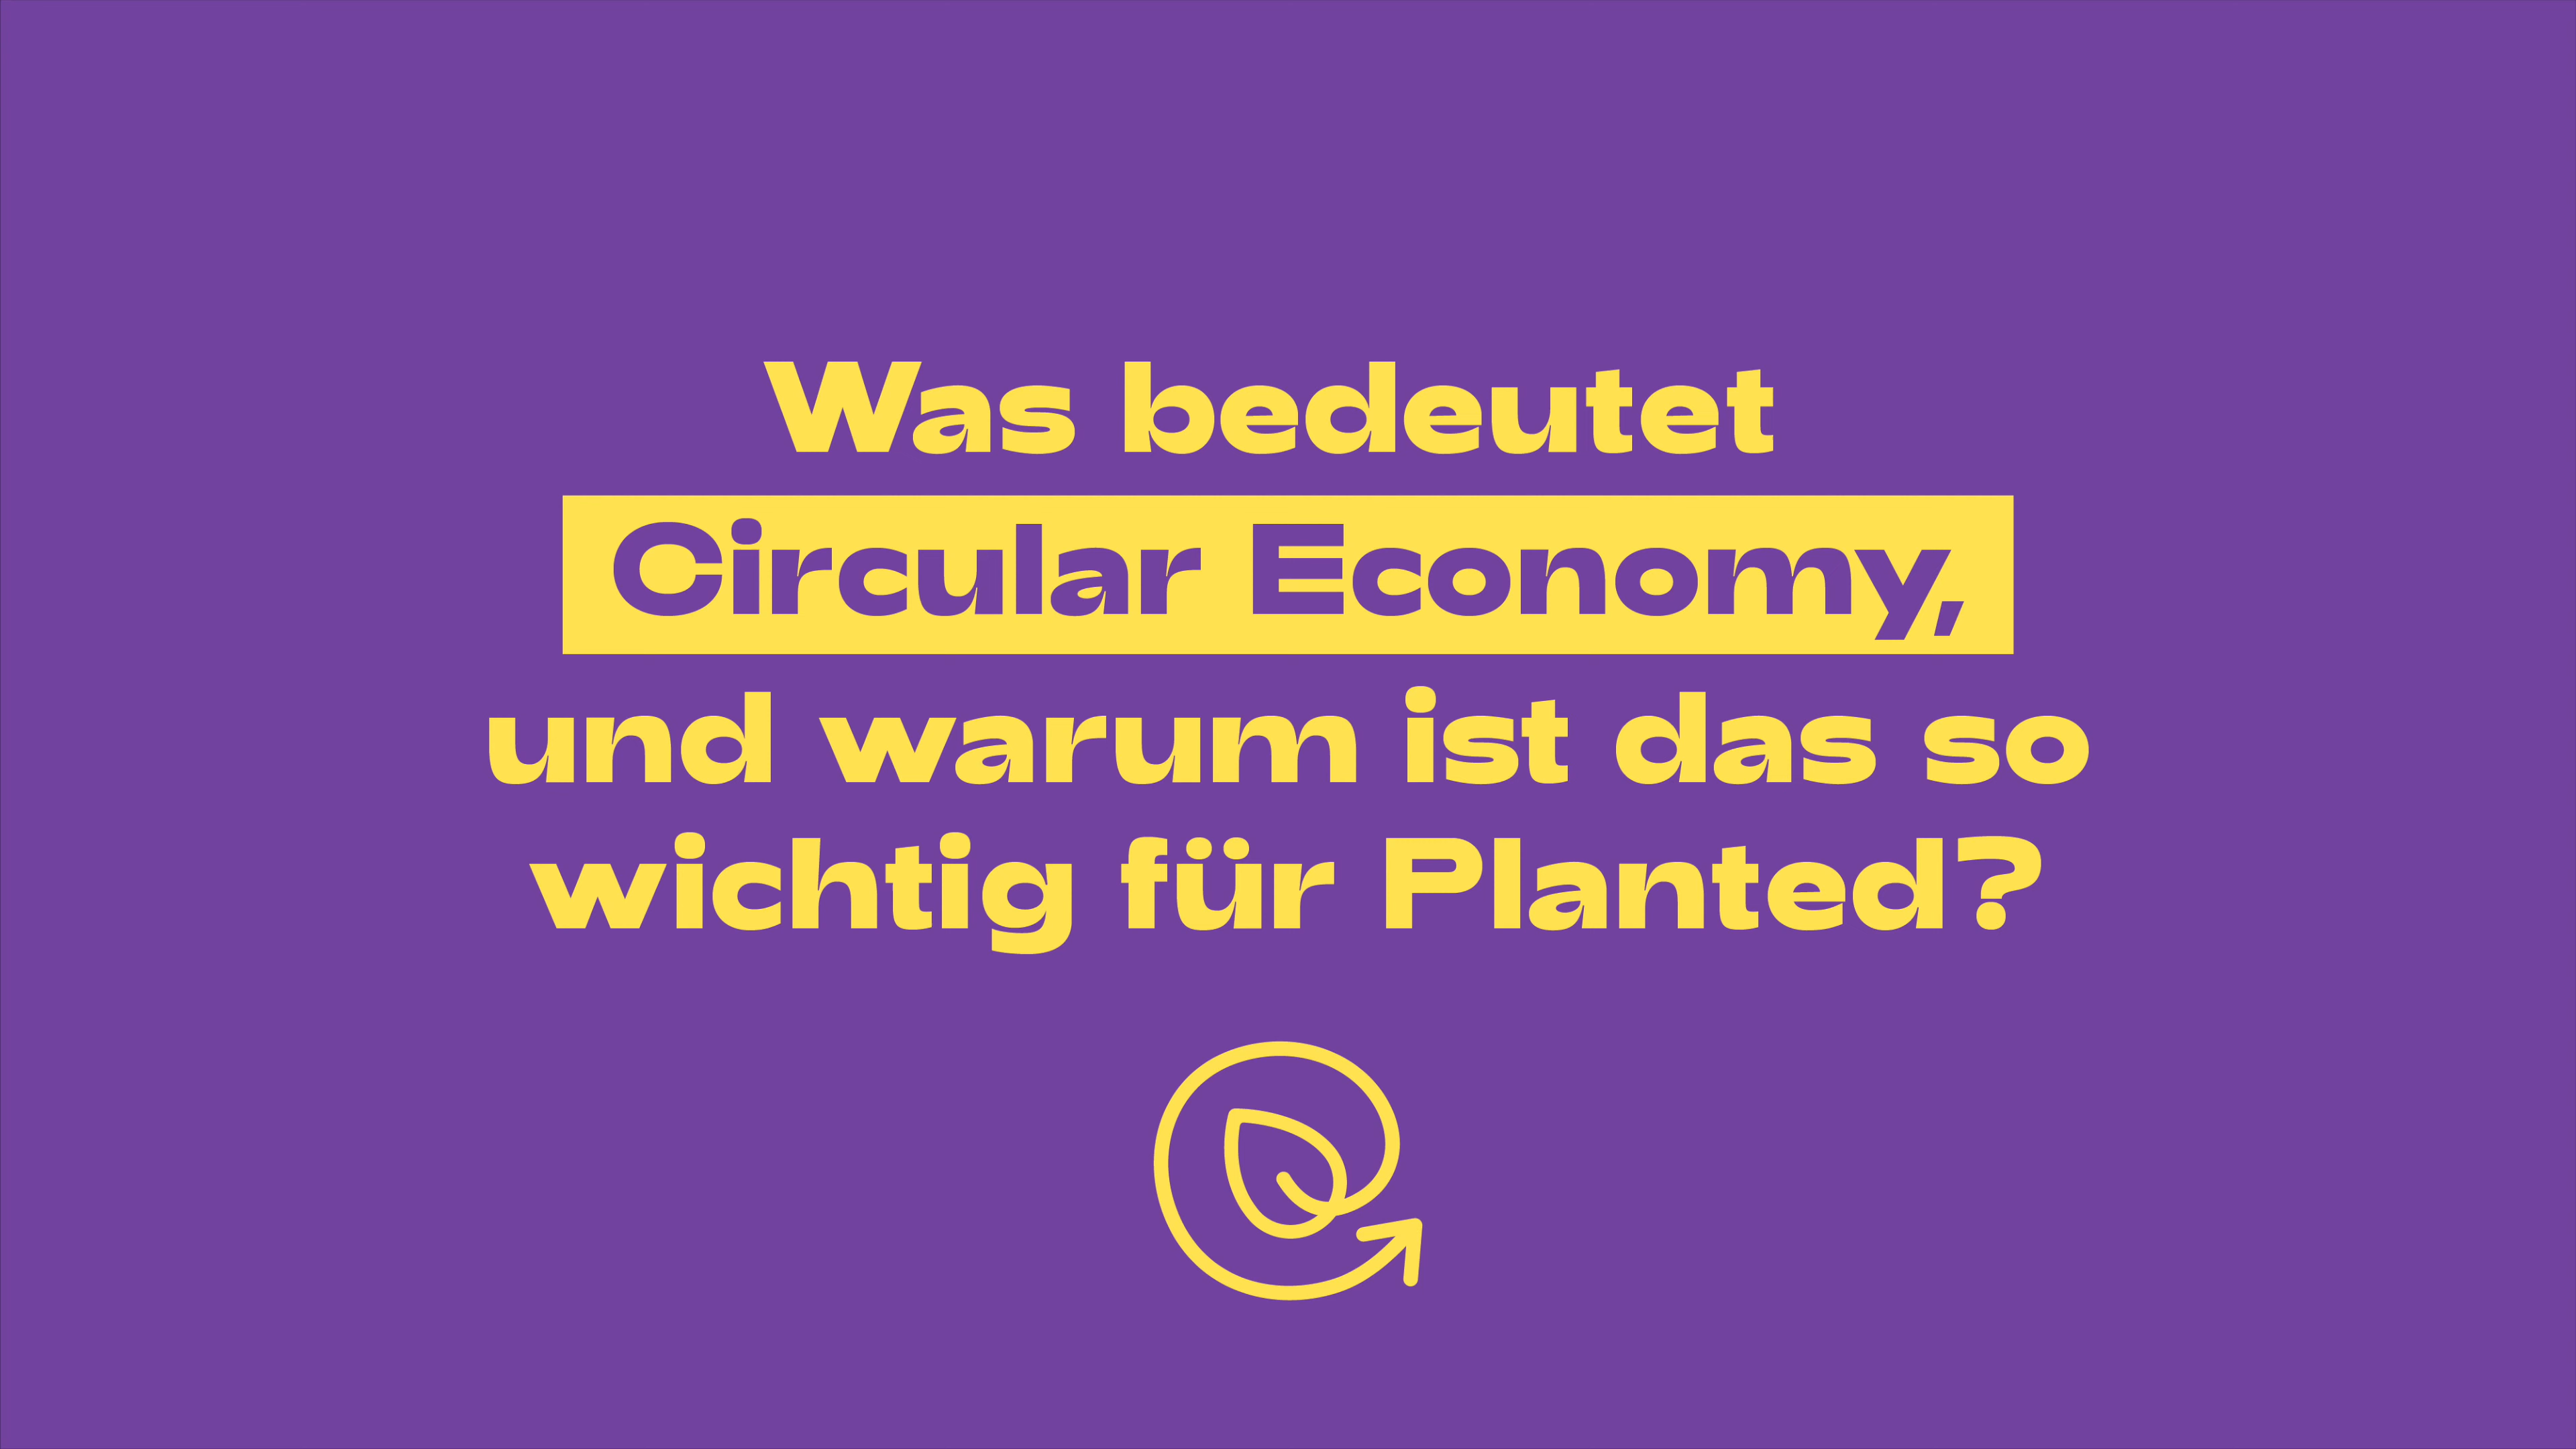 Was bedeutet
Circular Economy,
und warum ist das so
wichtig für Planted?